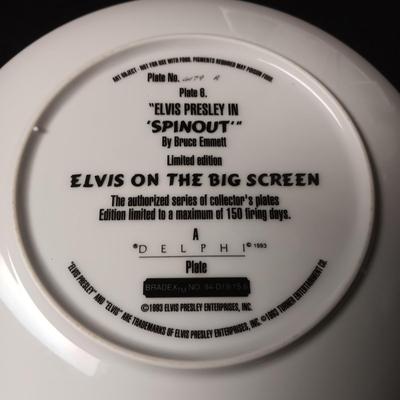 ART OBJECT - NOT FOR USE WITH FOOD. PIGMENTS REQUIRED MAY POISON FOOD.
Plate No. A
Plate 6.
"ELVIS PRESLEY IN
'SPINOUT'"
By Bruce Emmett
Limited edition
ELVIS ON THE BIG SCREEN
The authorized series of collector's plates
Edition limited to a maximum of 150 firing days.
A
®DELPHI©1993
Plate
BRADEX™ NO. 84-D19-15.6
©1993 ELVIS PRESLEY ENTERPRISES, INC. ©1993 TURNER ENTERTAINMENT CO.
"ELVIS PRESLEY" AND "ELVIS" ARE TRADEMARKS OF ELVIS PRESLEY ENTERPRISES, INC.